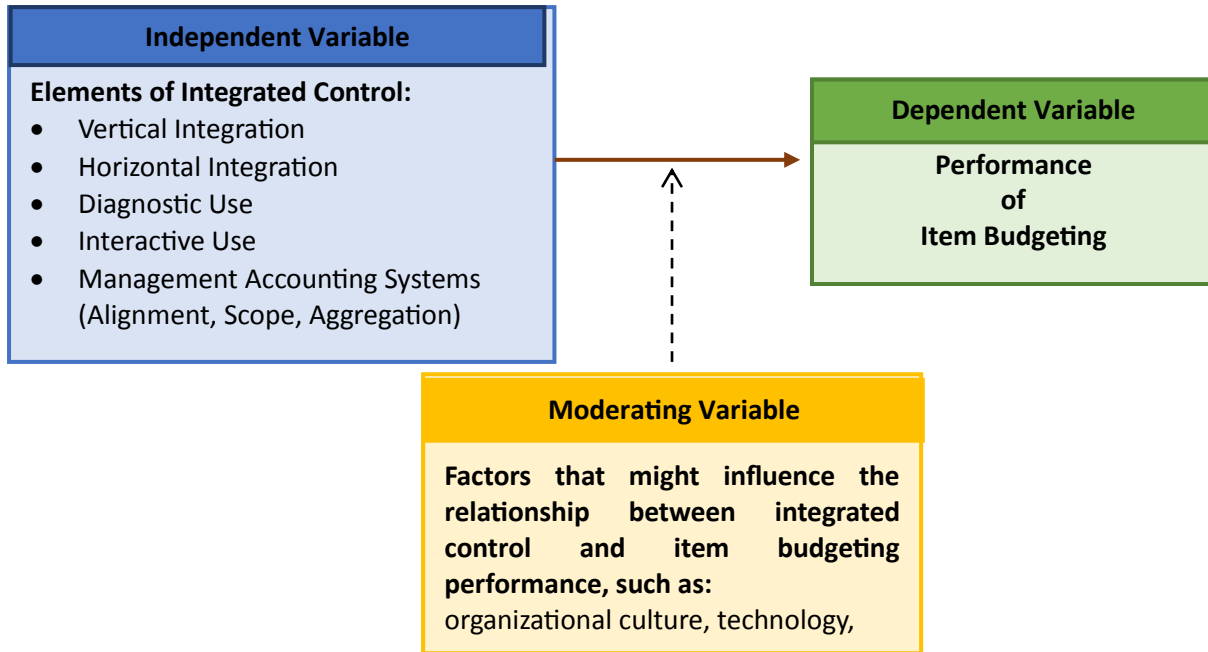 Independent Variable
Elements of Integrated Control:
• Vertical Integration
• Horizontal Integration
• Diagnostic Use
• Interactive Use
• Management Accounting Systems
(Alignment, Scope, Aggregation)
Dependent Variable
Performance
of
Item Budgeting
Moderating Variable
Factors that might influence the
relationship between integrated
control and item budgeting
performance, such as:
organizational culture, technology,